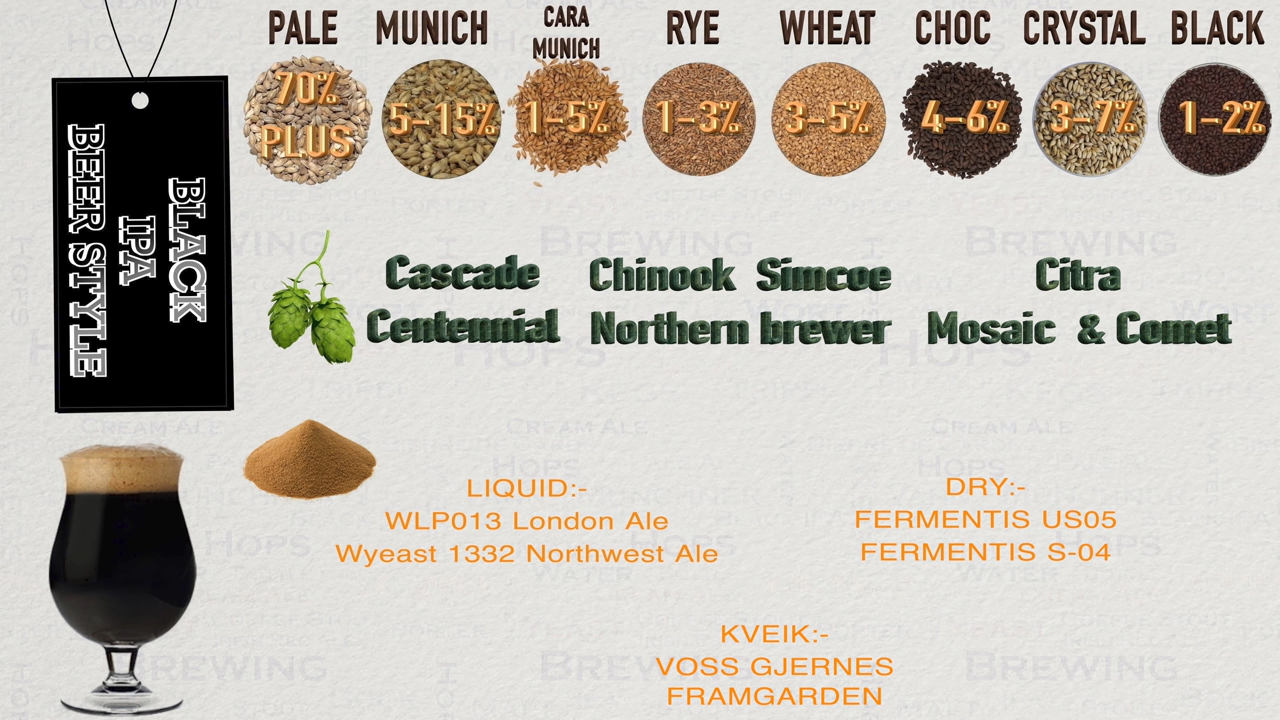 PALE
MUNICH
CARA
MUNICH
RYE
WHEAT
CHOC
CRYSTAL
BLACK
70%
PLUS
5-15%
1-5%
1-3%
3-5%
4-6%
3-7%
1-2%
BLACK
IPA
BEER STYLE
Cascade
Centennial
Chinook Simcoe
Northern brewer
Citra
Mosaic & Comet
LIQUID:-
WLP013 London Ale
Wyeast 1332 Northwest Ale
DRY:-
FERMENTIS US05
FERMENTIS S-04
KVEIK:-
VOSS GJERNES
FRAMGARDEN